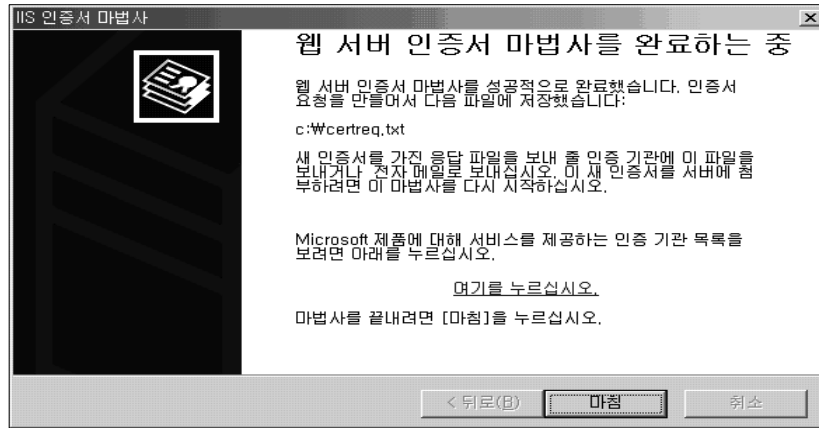 IIS 인증서 마법사
웹 서버 인증서 마법사를 완료하는 중
웹 서버 인증서 마법사를 성공적으로 완료했습니다. 인증서
요청을 만들어서 다음 파일에 저장했습니다:
c:₩certreq.txt
새 인증서를 가진 응답 파일을 보내 줄 인증 기관에 이 파일을
보내거나 전자 메일로 보내십시오. 이 새 인증서를 서버에 첨
부하려면 이 마법사를 다시 시작하십시오.
Microsoft 제품에 대해 서비스를 제공하는 인증 기관 목록을
보려면 아래를 누르십시오.
여기를 누르십시오.
마법사를 끝내려면 [마침]을 누르십시오.
< 뒤로(B) 마침 취소